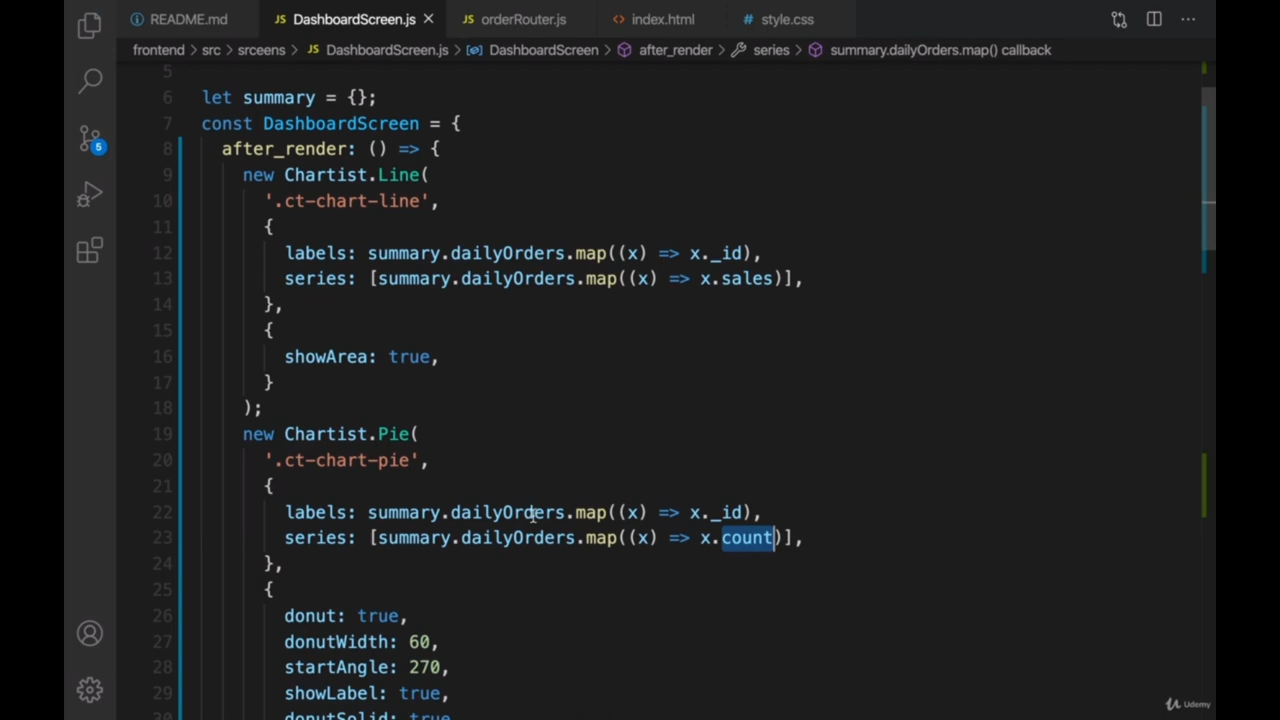 README.md DashboardScreen.js orderRouter.js index.html style.css
frontend > src > srceens > DashboardScreen.js > DashboardScreen > after_render > series > summary.dailyOrders.map() callback
5
6 let summary = {};
7 const DashboardScreen = {
8 after_render: () => {
9 new Chartist.Line(
10 '.ct-chart-line',
11 {
12 labels: summary.dailyOrders.map((x) => x._id),
13 series: [summary.dailyOrders.map((x) => x.sales)],
14 },
15 {
16 showArea: true,
17 }
18 );
19 new Chartist.Pie(
20 '.ct-chart-pie',
21 {
22 labels: summary.dailyOrders.map((x) => x._id),
23 series: [summary.dailyOrders.map((x) => x.count)],
24 },
25 {
26 donut: true,
27 donutWidth: 60,
28 startAngle: 270,
29 showLabel: true,
30 donutSolid: true
5
Udemy